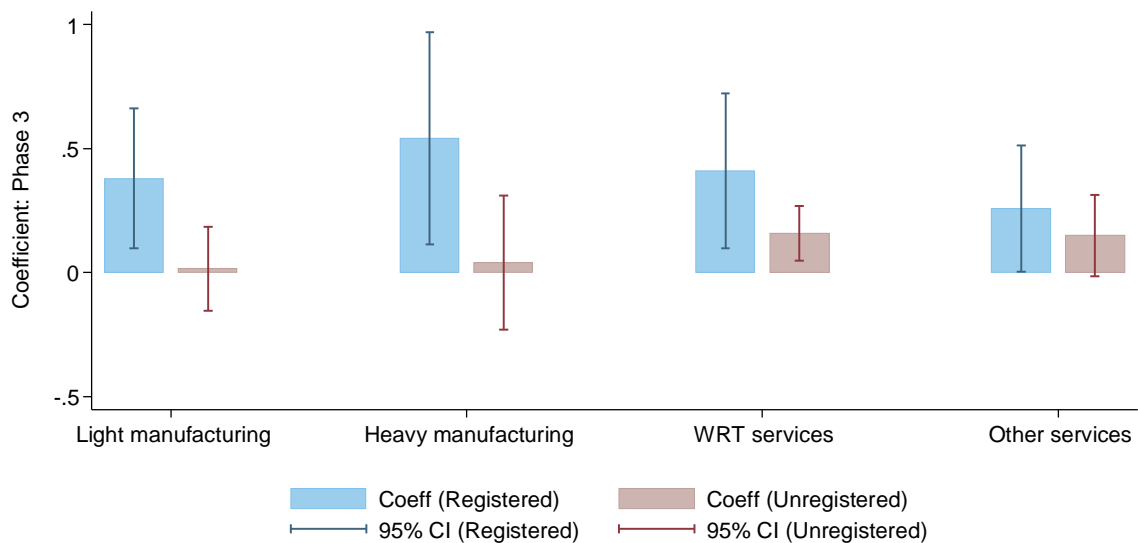 1
.5
0
-.5
Coefficient: Phase 3
Light manufacturing
Heavy manufacturing
WRT services
Other services
Coeff (Registered)
Coeff (Unregistered)
95% CI (Registered)
95% CI (Unregistered)